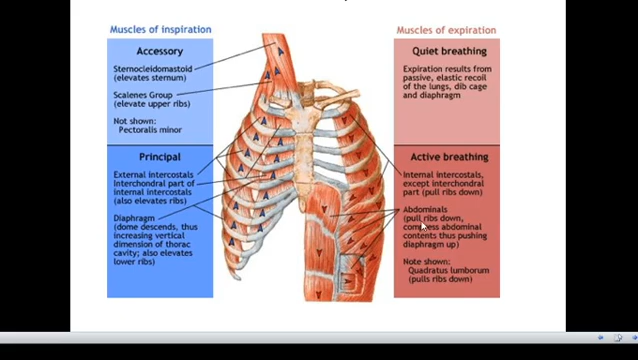 Muscles of inspiration
Accessory
Sternocleidomastoid
(elevates sternum)
Scalenes Group
(elevate upper ribs)
Not shown:
Pectoralis minor
Principal
External intercostals
interchondral part of
internal intercostals
(also elevates ribs)
Diaphragm
(dome descends, thus
increasing vertical
dimension of thorac
cavity; also elevates
lower ribs)
Muscles of expiration
Quiet breathing
Expiration results from
passive, elastic recoil
of the lungs, dib cage
and diaphragm
Active breathing
Internal intercostals,
except interchondral
part (pull ribs down)
Abdominals
(pull ribs down,
compress abdominal
contents thus pushing
diaphragm up)
Note shown:
Quadratus lumborum
(pulls ribs down)